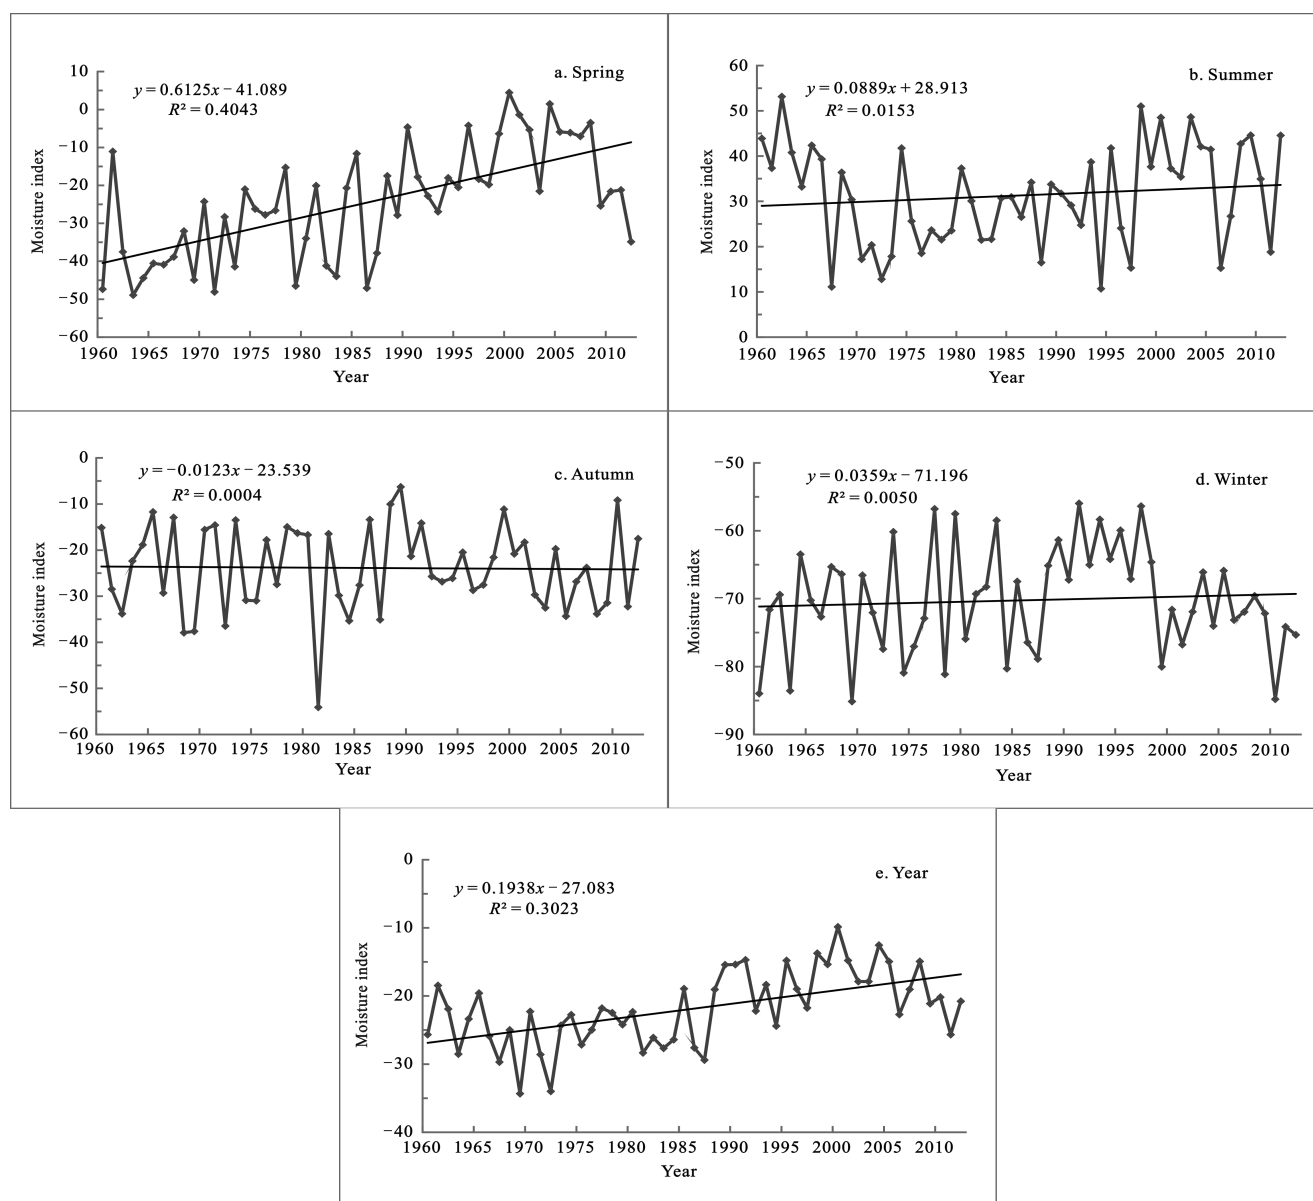 a. Spring
y = 0.6125x − 41.089
R² = 0.4043
10
0
−10
−20
−30
−40
−50
−60
Moisture index
1960 1965 1970 1975 1980 1985 1990 1995 2000 2005 2010
Year
b. Summer
y = 0.0889x + 28.913
R² = 0.0153
60
50
40
30
20
10
0
Moisture index
1960 1965 1970 1975 1980 1985 1990 1995 2000 2005 2010
Year
c. Autumn
y = −0.0123x − 23.539
R² = 0.0004
0
−10
−20
−30
−40
−50
−60
Moisture index
1960 1965 1970 1975 1980 1985 1990 1995 2000 2005 2010
Year
d. Winter
y = 0.0359x − 71.196
R² = 0.0050
−50
−60
−70
−80
−90
Moisture index
1960 1965 1970 1975 1980 1985 1990 1995 2000 2005 2010
Year
e. Year
y = 0.1938x − 27.083
R² = 0.3023
0
−10
−20
−30
−40
Moisture index
1960 1965 1970 1975 1980 1985 1990 1995 2000 2005 2010
Year